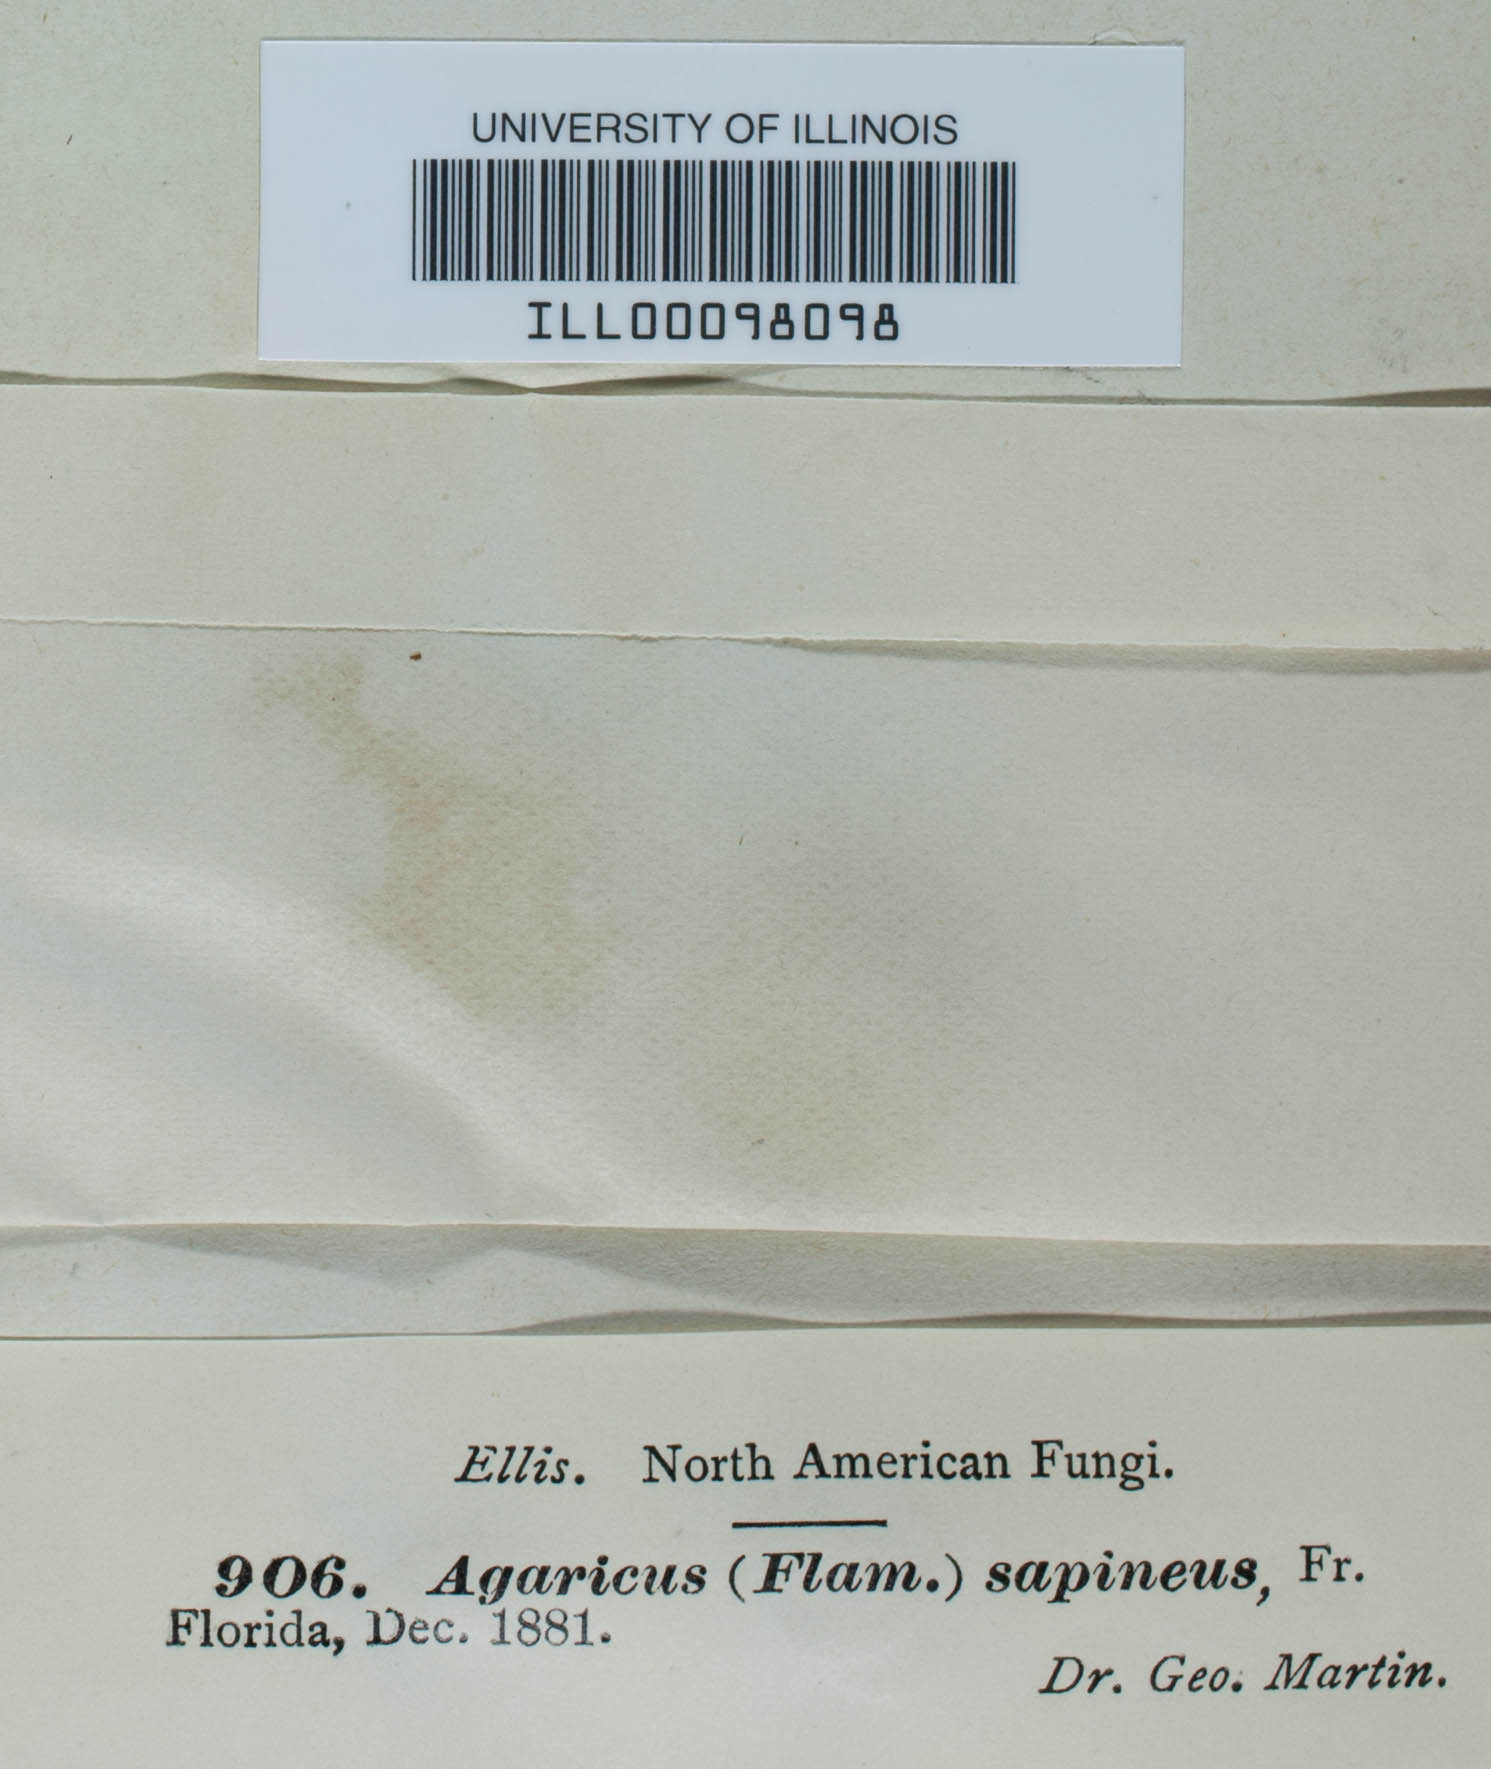 UNIVERSITY OF ILLINOIS
ILL00098098
Ellis. North American Fungi.
906. Agaricus (Flam.) sapineus, Fr.
Florida, Dec. 1881.
Dr. Geo. Martin.